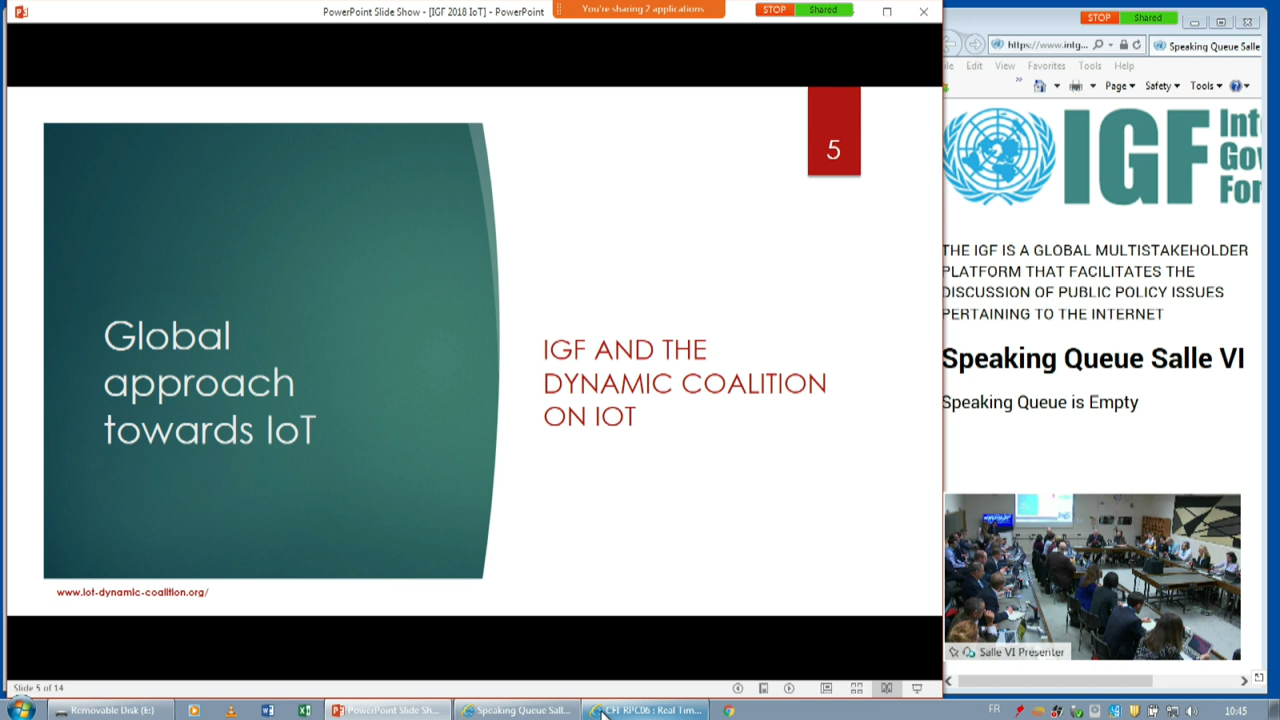 PowerPoint Slide Show - [IGF 2018 IoT] - PowerPoint
You're sharing 2 applications
STOP Shared
5
Global
approach
towards IoT
IGF AND THE
DYNAMIC COALITION
ON IOT
www.iot-dynamic-coalition.org/
Slide 5 of 14
STOP Shared
https://www.intg...
Speaking Queue Salle
Edit View Favorites Tools Help
Page Safety Tools
IGF
THE IGF IS A GLOBAL MULTISTAKEHOLDER
PLATFORM THAT FACILITATES THE
DISCUSSION OF PUBLIC POLICY ISSUES
PERTAINING TO THE INTERNET
Speaking Queue Salle VI
Speaking Queue is Empty
Salle VI Presenter
Removable Disk (E:)
PowerPoint Slide Sh...
Speaking Queue Sall...
CFI_RPC06 : Real Tim...
FR
10:45